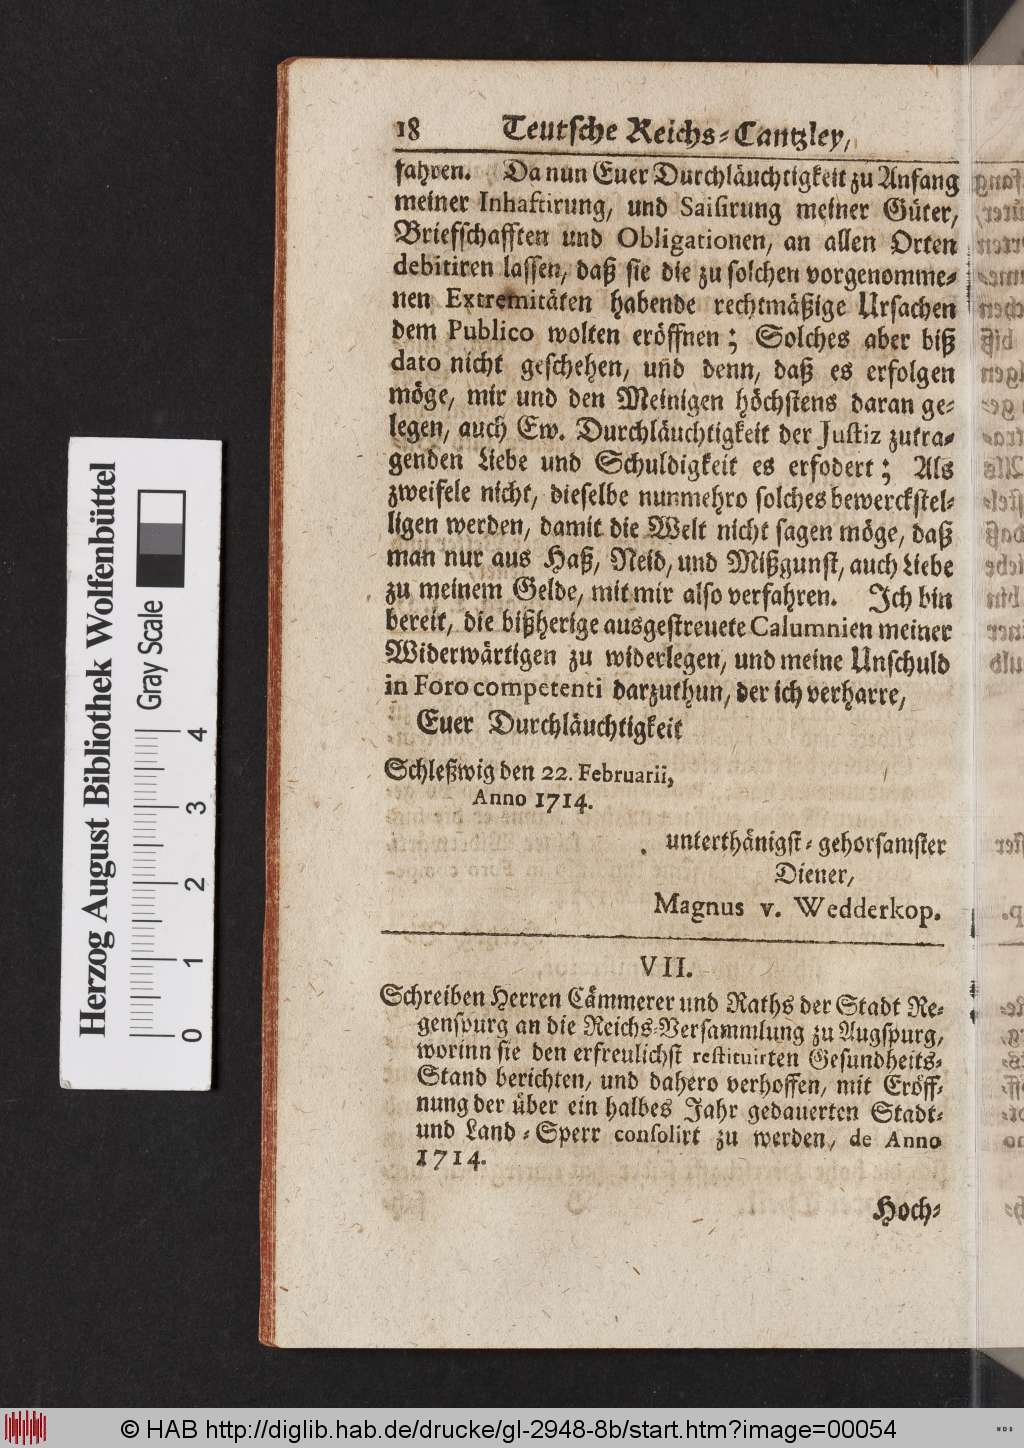 18 Teutsche Reichs-Cantzley,
fahren. Da nun Euer Durchläuchtigkeit zu Anfang
meiner Inhaftirung, und Saisirung meiner Güter,
Briefschafften und Obligationen, an allen Orten
debitiren lassen, daß sie die zu solchen vorgenomme-
nen Extremitäten habende rechtmäßige Ursachen
dem Publico wolten eröffnen; Solches aber biß
dato nicht geschehen, uñd denn, daß es erfolgen
möge, mir und den Meinigen höchstens daran ge-
legen, auch Ew. Durchläuchtigkeit der Justiz zutra-
genden Liebe und Schuldigkeit es erfodert; Als
zweifele nicht, dieselbe nunmehro solches bewerckstel-
ligen werden, damit die Welt nicht sagen möge, daß
man nur aus Haß, Neid, und Mißgunst, auch Liebe
zu meinem Gelde, mit mir also verfahren. Ich bin
bereit, die bißherige ausgestreuete Calumnien meiner
Widerwärtigen zu widerlegen, und meine Unschuld
in Foro competenti darzuthun, der ich verharre,
Euer Durchläuchtigkeit
Schleßwig den 22. Februarii,
Anno 1714.
unterthänigst-gehorsamster
Diener,
Magnus v. Wedderkop.
VII.
Schreiben Herren Cämmerer und Raths der Stadt Re-
genspurg an die Reichs-Versammlung zu Augspurg,
worinn sie den erfreulichst restituirten Gesundheits-
Stand berichten, und dahero verhoffen, mit Eröff-
nung der über ein halbes Jahr gedauerten Stadt-
und Land-Sperr consolirt zu werden, de Anno
1714.
Hoch-
Herzog August Bibliothek Wolfenbüttel
Gray Scale
0 1 2 3 4
© HAB http://diglib.hab.de/drucke/gl-2948-8b/start.htm?image=00054